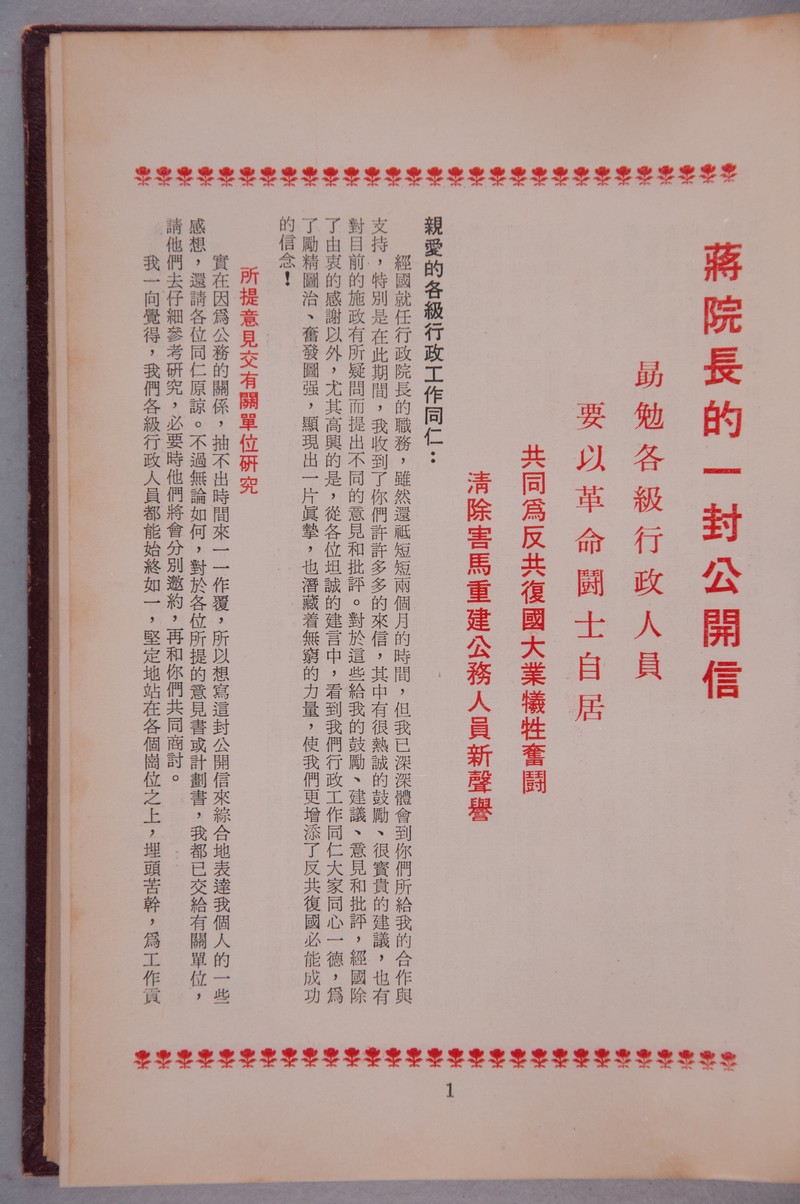 蔣院長的一封公開信
勗勉各級行政人員
要以革命鬪士自居
共同爲反共復國大業犧牲奮鬪
清除害馬重建公務人員新聲譽
親愛的各級行政工作同仁：
經國就任行政院長的職務，雖然還祗短短兩個月的時間，但我已深深體會到你們所給我的合作與
支持，特別是在此期間，我收到了你們許許多多的來信，其中有很熱誠的鼓勵、很寳貴的建議，也有
對目前的施政有所疑問而提出不同的意見和批評。對於這些給我的鼓勵、建議、意見和批評，經國除
了由衷的感謝以外，尤其高興的是，從各位坦誠的建言中，看到我們行政工作同仁大家同心一德，爲
了勵精圖治、奮發圖强，顯現出一片眞摯，也潛藏着無窮的力量，使我們更增添了反共復國必能成功
的信念！
所提意見交有關單位硏究
實在因爲公務的關係，抽不出時間來一一作覆，所以想寫這封公開信來綜合地表達我個人的一些
感想，還請各位同仁原諒。不過無論如何，對於各位所提的意見書或計劃書，我都已交給有關單位，
請他們去仔細參考硏究，必要時他們將會分別邀約，再和你們共同商討。
我一向覺得，我們各級行政人員都能始終如一，堅定地站在各個崗位之上，埋頭苦幹，爲工作貢
1